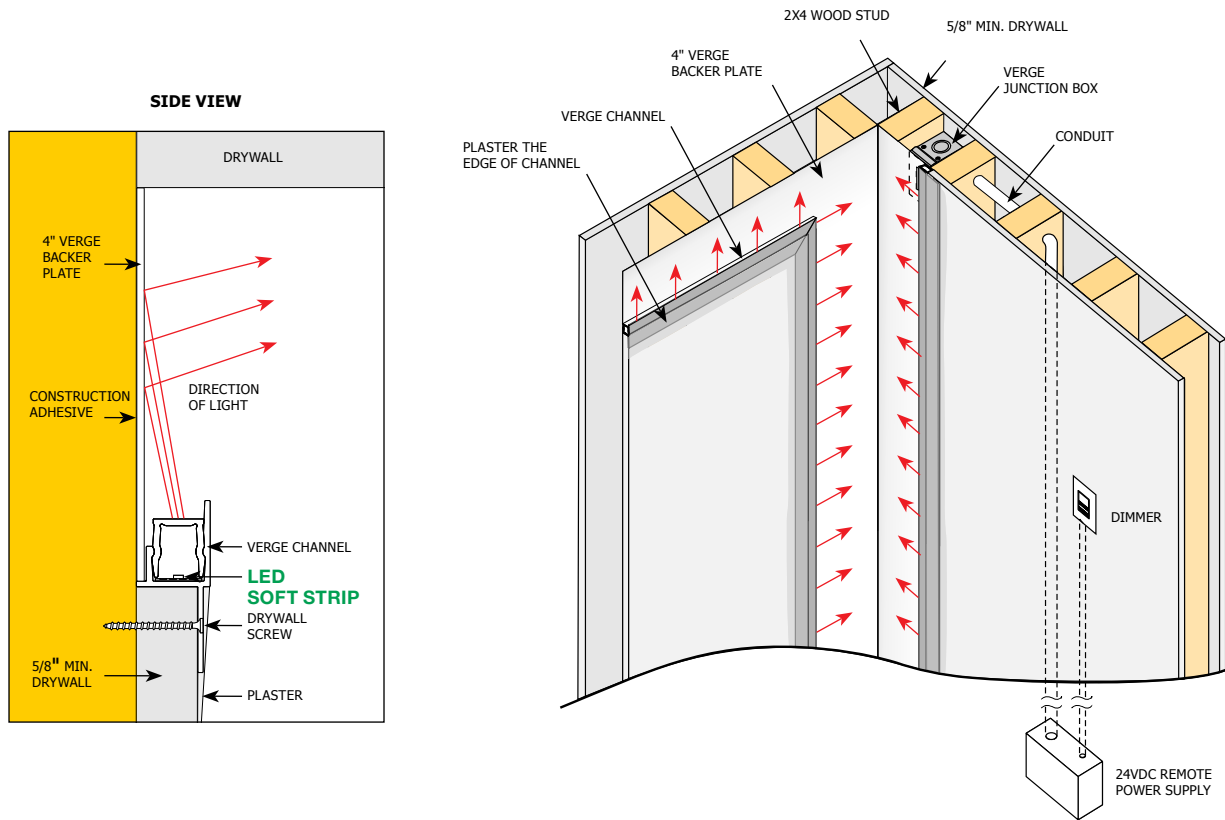 SIDE VIEW
DRYWALL
4" VERGE
BACKER
PLATE
CONSTRUCTION
ADHESIVE
DIRECTION
OF LIGHT
VERGE CHANNEL
LED
SOFT STRIP
DRYWALL
SCREW
5/8" MIN.
DRYWALL
PLASTER
2X4 WOOD STUD
5/8" MIN. DRYWALL
4" VERGE
BACKER PLATE
VERGE
JUNCTION BOX
VERGE CHANNEL
CONDUIT
PLASTER THE
EDGE OF CHANNEL
DIMMER
24VDC REMOTE
POWER SUPPLY